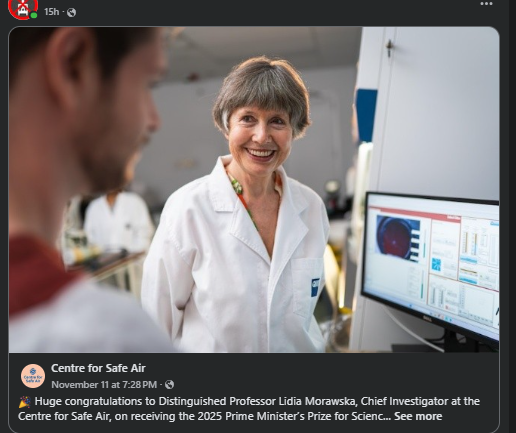 15h ·
Centre for Safe Air
November 11 at 7:28 PM ·
🎉 Huge congratulations to Distinguished Professor Lidia Morawska, Chief Investigator at the
Centre for Safe Air, on receiving the 2025 Prime Minister's Prize for Scienc... See more